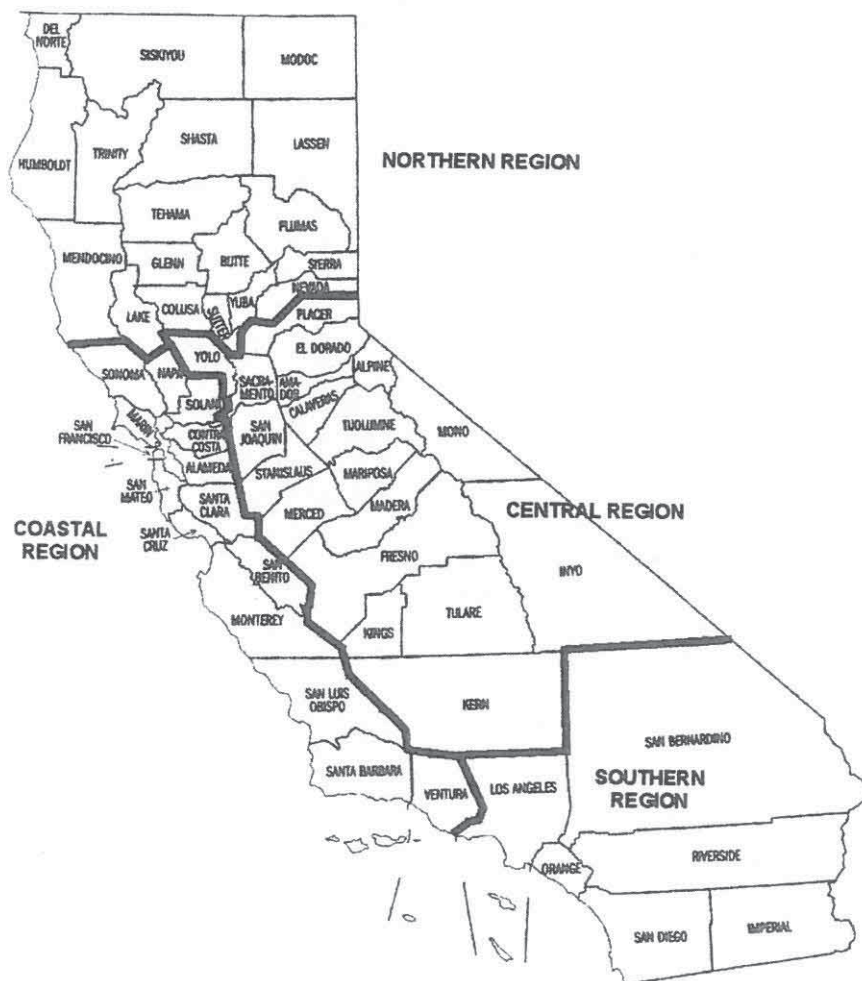 DEL
NORTE
SISKIYOU
MODOC
HUMBOLDT
TRINITY
SHASTA
LASSEN
NORTHERN REGION
TEHAMA
PLUMAS
MENDOCINO
GLENN
BUTTE
SIERRA
NEVADA
LAKE
COLUSA
SUTTER
YUBA
PLACER
SONOMA
NAPA
YOLO
EL DORADO
ALPINE
SACRA-
MENTO
AMA-
DOR
CALAVERAS
SOLANO
MARIN
SAN
FRANCISCO
CONTRA
COSTA
SAN
JOAQUIN
TUOLUMNE
MONO
ALAMEDA
STANISLAUS
MARIPOSA
SAN
MATEO
SANTA
CLARA
MERCED
MADERA
CENTRAL REGION
COASTAL
REGION
SANTA
CRUZ
SAN
BENITO
FRESNO
INYO
MONTEREY
KINGS
TULARE
SAN LUIS
OBISPO
KERN
SAN BERNARDINO
SANTA BARBARA
VENTURA
LOS ANGELES
SOUTHERN
REGION
ORANGE
RIVERSIDE
SAN DIEGO
IMPERIAL